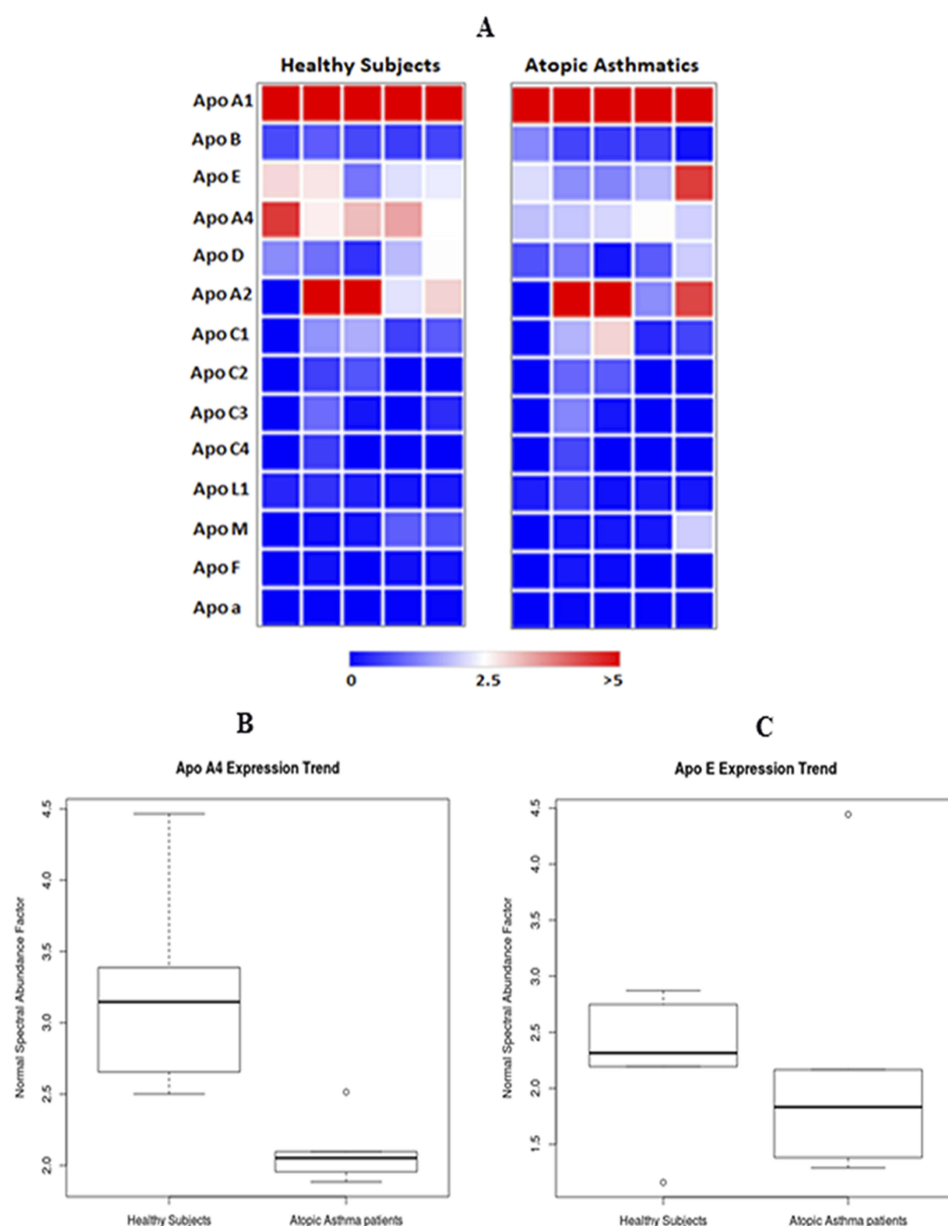 A
Healthy Subjects Atopic Asthmatics
Apo A1
Apo B
Apo E
Apo A4
Apo D
Apo A2
Apo C1
Apo C2
Apo C3
Apo C4
Apo L1
Apo M
Apo F
Apo a
0 2.5 >5
B
Apo A4 Expression Trend
Normal Spectral Abundance Factor
4.5
4.0
3.5
3.0
2.5
2.0
Healthy Subjects Atopic Asthma patients
C
Apo E Expression Trend
Normal Spectral Abundance Factor
4.5
4.0
3.5
3.0
2.5
2.0
1.5
Healthy Subjects Atopic Asthma patients